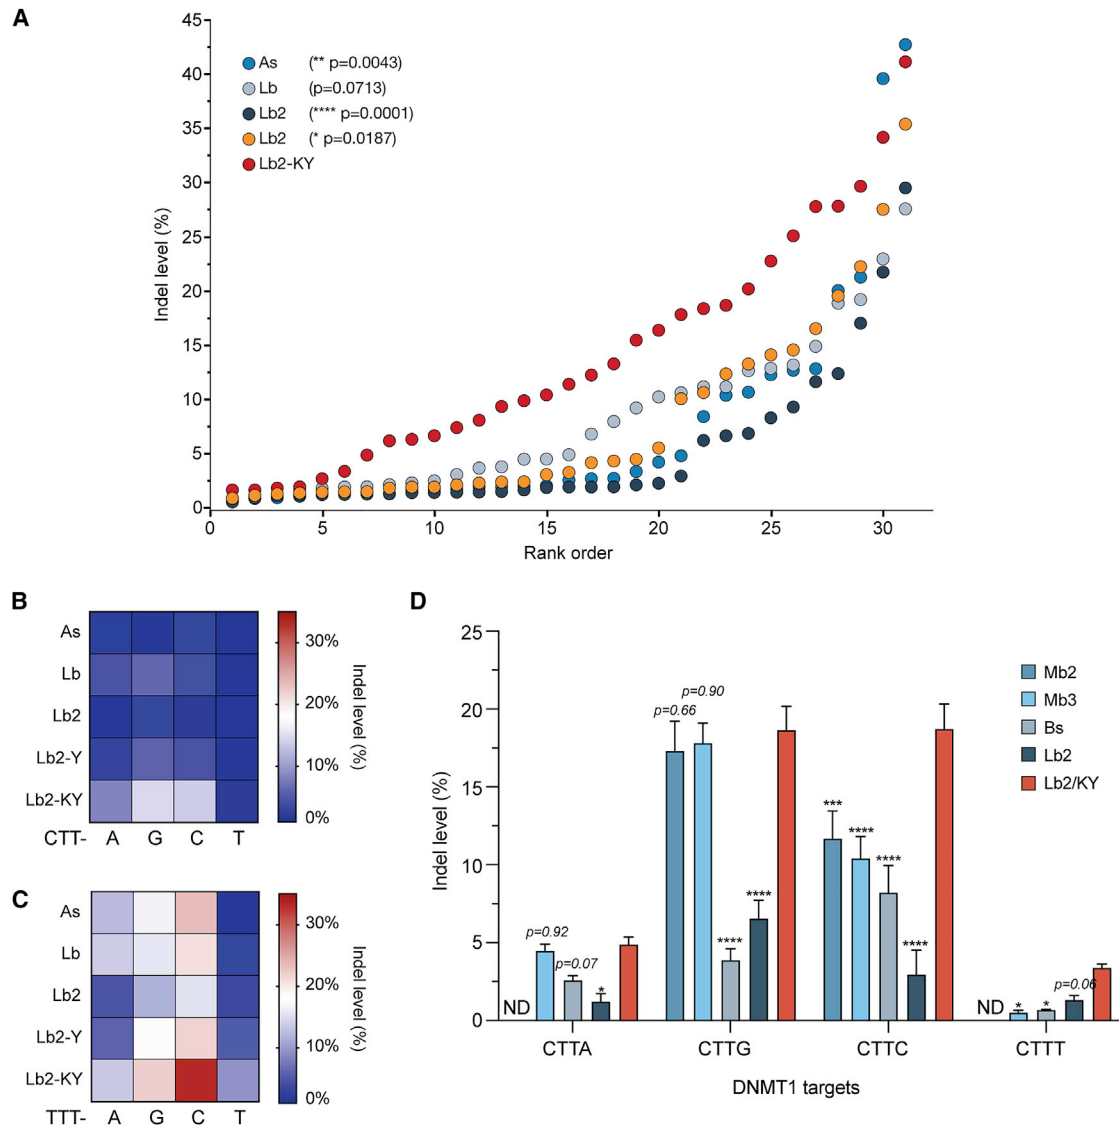 A
45
40
35
30
25
20
15
10
5
0
Indel level (%)
As (** p=0.0043)
Lb (p=0.0713)
Lb2 (**** p=0.0001)
Lb2 (* p=0.0187)
Lb2-KY
0 5 10 15 20 25 30
Rank order
B
As
Lb
Lb2
Lb2-Y
Lb2-KY
CTT- A G C T
30%
20%
10%
0%
Indel level (%)
C
As
Lb
Lb2
Lb2-Y
Lb2-KY
TTT- A G C T
30%
20%
10%
0%
Indel level (%)
D
25
20
15
10
5
0
Indel level (%)
Mb2
Mb3
Bs
Lb2
Lb2/KY
ND
p=0.92
p=0.07
*
p=0.66
p=0.90
****
****
***
****
****
****
ND
*
*
p=0.06
CTTA CTTG CTTC CTTT
DNMT1 targets